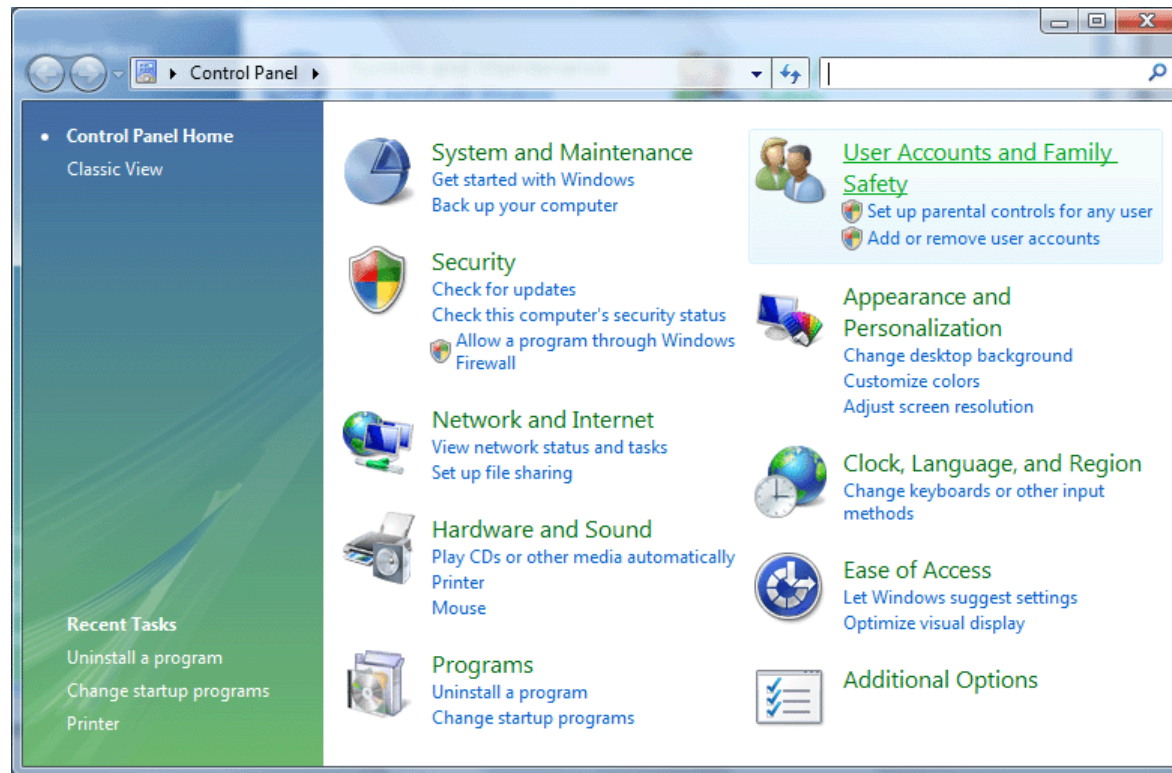 Control Panel
Control Panel Home
Classic View
System and Maintenance
Get started with Windows
Back up your computer
Security
Check for updates
Check this computer's security status
Allow a program through Windows
Firewall
Network and Internet
View network status and tasks
Set up file sharing
Hardware and Sound
Play CDs or other media automatically
Printer
Mouse
Programs
Uninstall a program
Change startup programs
User Accounts and Family
Safety
Set up parental controls for any user
Add or remove user accounts
Appearance and
Personalization
Change desktop background
Customize colors
Adjust screen resolution
Clock, Language, and Region
Change keyboards or other input
methods
Ease of Access
Let Windows suggest settings
Optimize visual display
Additional Options
Recent Tasks
Uninstall a program
Change startup programs
Printer